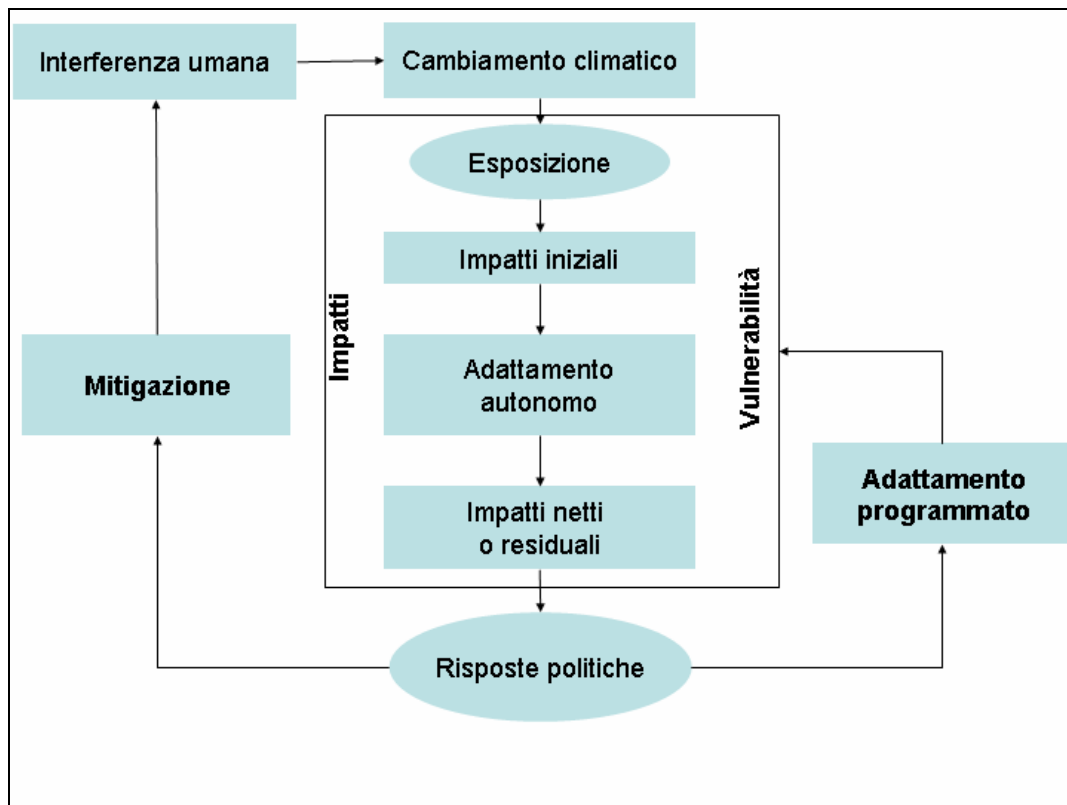 Interferenza umana
Cambiamento climatico
Esposizione
Impatti iniziali
Impatti
Vulnerabilità
Adattamento
autonomo
Mitigazione
Adattamento
programmato
Impatti netti
o residuali
Risposte politiche